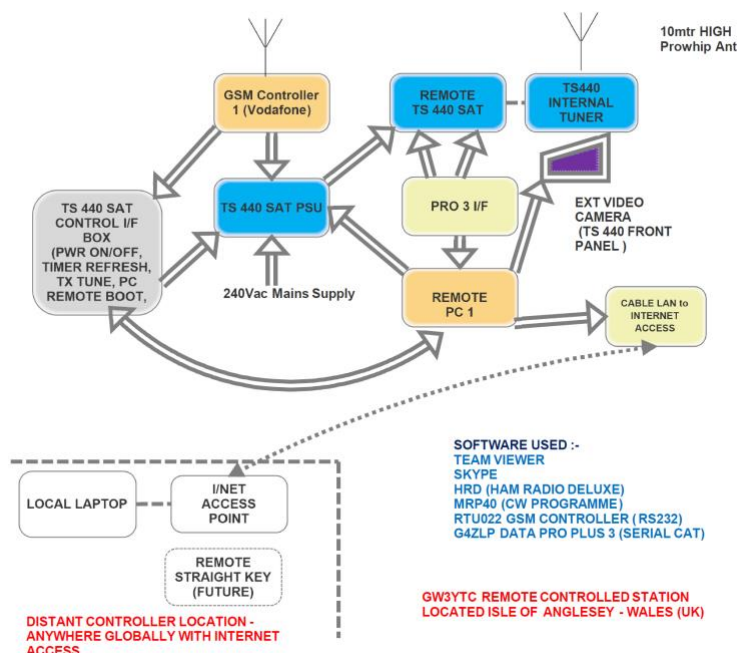 10mtr HIGH
Prowhip Ant
GSM Controller
1 (Vodafone)
REMOTE
TS 440 SAT
TS440
INTERNAL
TUNER
TS 440 SAT
CONTROL I/F
BOX
(PWR ON/OFF,
TIMER REFRESH,
TX TUNE, PC
REMOTE BOOT,
TS 440 SAT PSU
PRO 3 I/F
EXT VIDEO
CAMERA
(TS 440 FRONT
PANEL )
240Vac Mains Supply
REMOTE
PC 1
CABLE LAN to
INTERNET
ACCESS
LOCAL LAPTOP
I/NET
ACCESS
POINT
REMOTE
STRAIGHT KEY
(FUTURE)
SOFTWARE USED :-
TEAM VIEWER
SKYPE
HRD (HAM RADIO DELUXE)
MRP40 (CW PROGRAMME)
RTU022 GSM CONTROLLER ( RS232)
G4ZLP DATA PRO PLUS 3 (SERIAL CAT)
GW3YTC REMOTE CONTROLLED STATION
LOCATED ISLE OF ANGLESEY - WALES (UK)
DISTANT CONTROLLER LOCATION -
ANYWHERE GLOBALLY WITH INTERNET
ACCESS